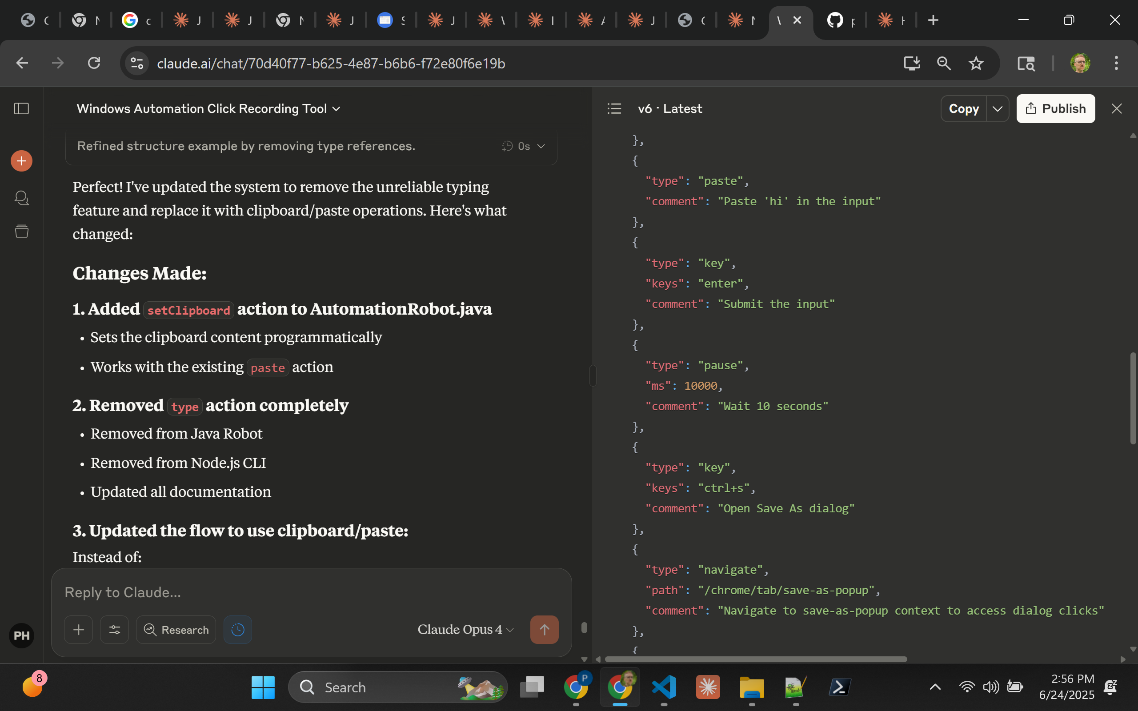 claude.ai/chat/70d40f77-b625-4e87-b6b6-f72e80f6e19b
Windows Automation Click Recording Tool
Refined structure example by removing type references.
0s
Perfect! I've updated the system to remove the unreliable typing
feature and replace it with clipboard/paste operations. Here's what
changed:
Changes Made:
1. Added setClipboard action to AutomationRobot.java
• Sets the clipboard content programmatically
• Works with the existing paste action
2. Removed type action completely
• Removed from Java Robot
• Removed from Node.js CLI
• Updated all documentation
3. Updated the flow to use clipboard/paste:
Instead of:
Reply to Claude...
Research
Claude Opus 4
PH
v6 · Latest
Copy
Publish
},
{
"type": "paste",
"comment": "Paste 'hi' in the input"
},
{
"type": "key",
"keys": "enter",
"comment": "Submit the input"
},
{
"type": "pause",
"ms": 10000,
"comment": "Wait 10 seconds"
},
{
"type": "key",
"keys": "ctrl+s",
"comment": "Open Save As dialog"
},
{
"type": "navigate",
"path": "/chrome/tab/save-as-popup",
"comment": "Navigate to save-as-popup context to access dialog clicks"
},
{
8
Search
P
2:56 PM
6/24/2025